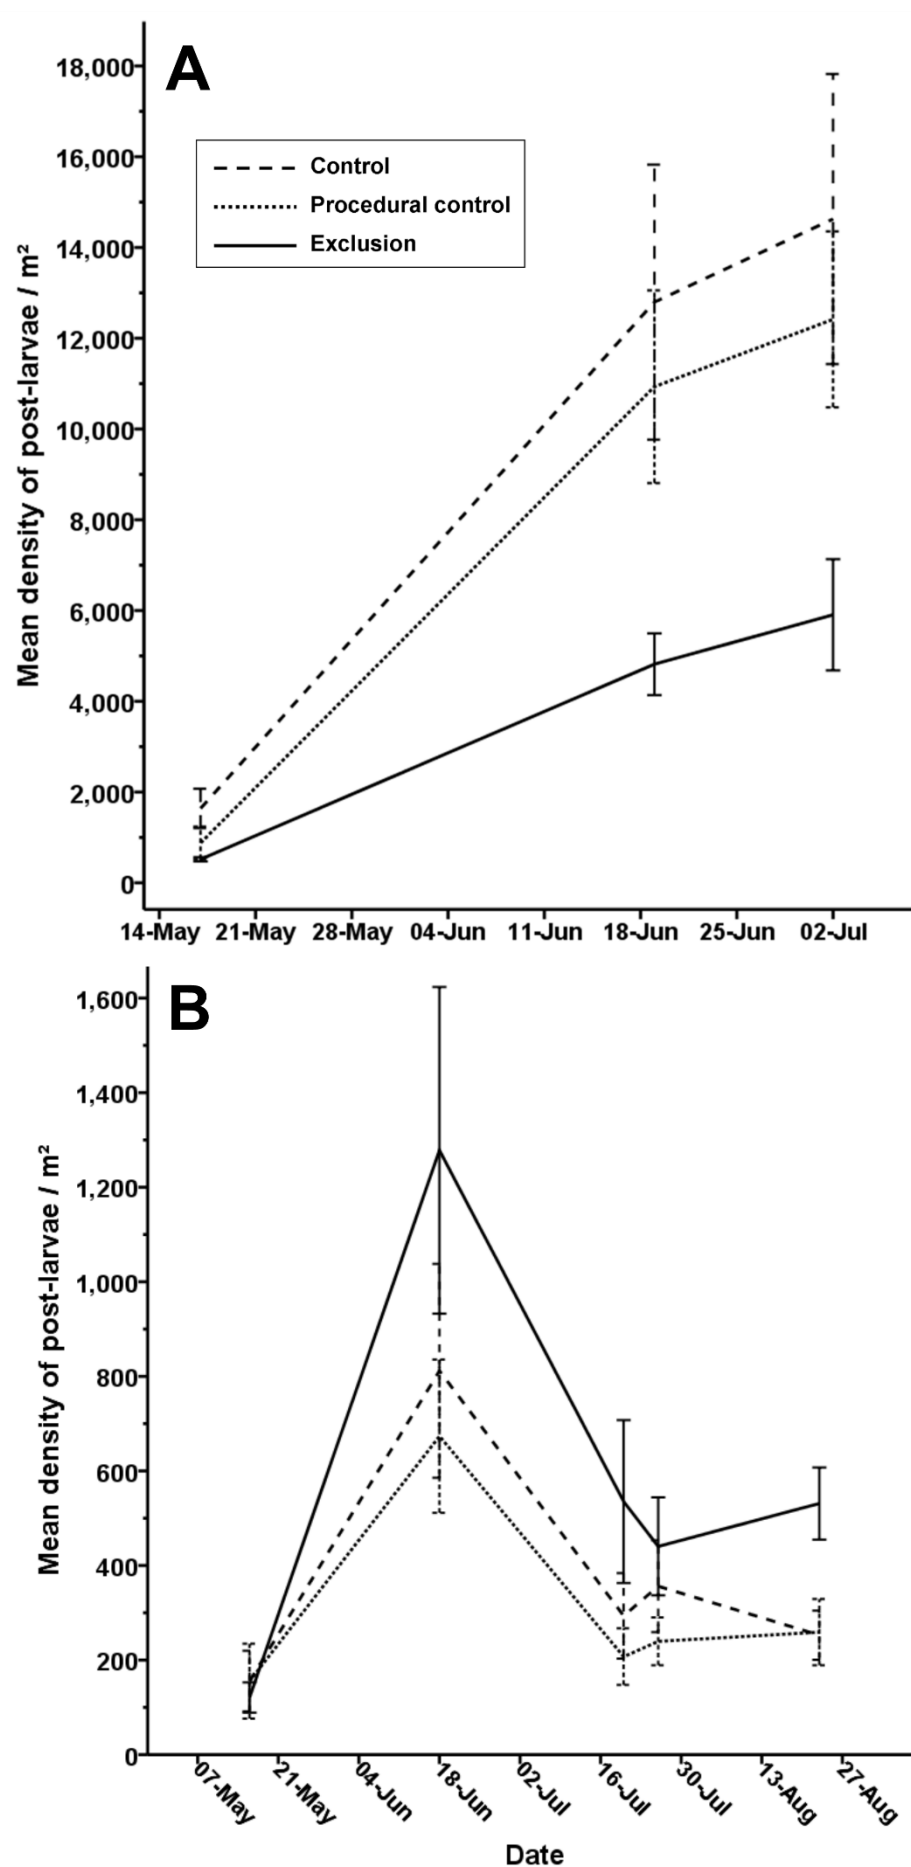 A
18,000
16,000
14,000
12,000
10,000
8,000
6,000
4,000
2,000
0
Mean density of post-larvae / m²
Control
Procedural control
Exclusion
14-May 21-May 28-May 04-Jun 11-Jun 18-Jun 25-Jun 02-Jul
B
1,600
1,400
1,200
1,000
800
600
400
200
0
Mean density of post-larvae / m²
07-May 21-May 04-Jun 18-Jun 02-Jul 16-Jul 30-Jul 13-Aug 27-Aug
Date